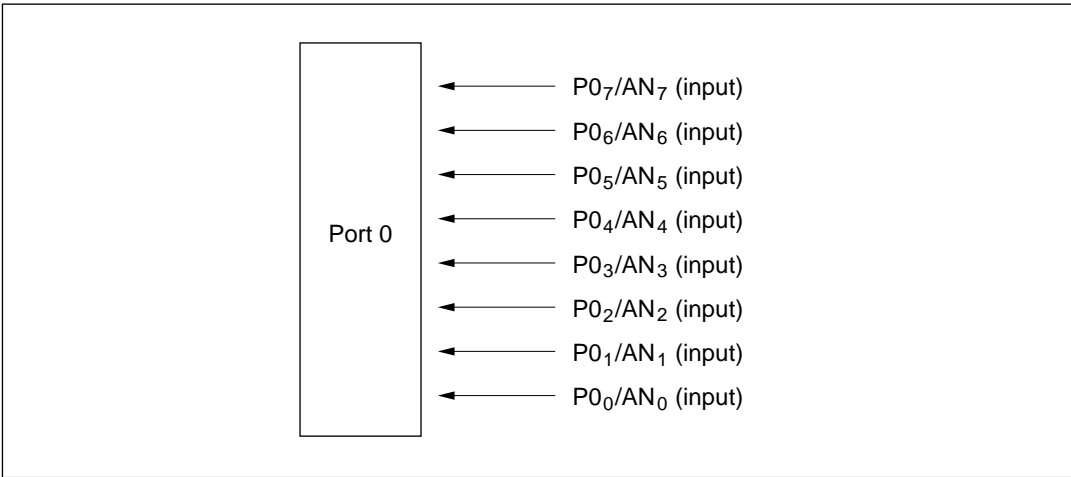 P0₇/AN₇ (input)
P0₆/AN₆ (input)
P0₅/AN₅ (input)
P0₄/AN₄ (input)
Port 0
P0₃/AN₃ (input)
P0₂/AN₂ (input)
P0₁/AN₁ (input)
P0₀/AN₀ (input)